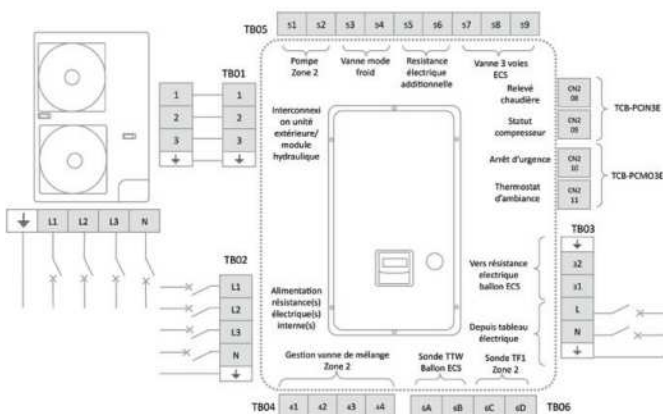 TB05 s1 s2 s3 s4 s5 s6 s7 s8 s9
Pompe
Zone 2
Vanne mode
froid
Resistance
électrique
additionnelle
Vanne 3 voies
ECS
TB01
1 1
2 2
3 3
Interconnexi
on unité
extérieure/
module
hydraulique
Relevé
chaudière
CN2
08
Statut
compresseur
CN2
09
TCB-PCIN3E
Arrêt d'urgence
CN2
10
Thermostat
d'ambiance
CN2
11
TCB-PCMO3E
L1 L2 L3 N
TB02
L1
L2
L3
N
Alimentation
résistance(s)
électrique(s)
interne(s)
TB03
s2
s1
L
N
Vers résistance
electrique
ballon ECS
Depuis tableau
électrique
Gestion vanne de mélange
Zone 2
Sonde TTW
Ballon ECS
Sonde TF1
Zone 2
TB04 s1 s2 s3 s4
sA sB sC sD TB06